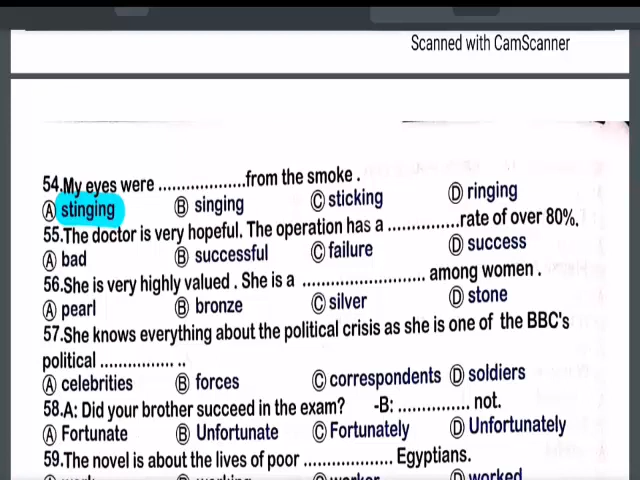 Scanned with CamScanner
54.My eyes were ...................from the smoke .
Ⓐ stinging Ⓑ singing Ⓒ sticking Ⓓ ringing
55.The doctor is very hopeful. The operation has a ................rate of over 80%.
Ⓐ bad Ⓑ successful Ⓒ failure Ⓓ success
56.She is very highly valued . She is a ........................... among women .
Ⓐ pearl Ⓑ bronze Ⓒ silver Ⓓ stone
57.She knows everything about the political crisis as she is one of the BBC's
political ................ ..
Ⓐ celebrities Ⓑ forces Ⓒ correspondents Ⓓ soldiers
58.A: Did your brother succeed in the exam? -B: ................ not.
Ⓐ Fortunate Ⓑ Unfortunate Ⓒ Fortunately Ⓓ Unfortunately
59.The novel is about the lives of poor .................... Egyptians.
Ⓐ work Ⓑ working Ⓒ worker Ⓓ worked